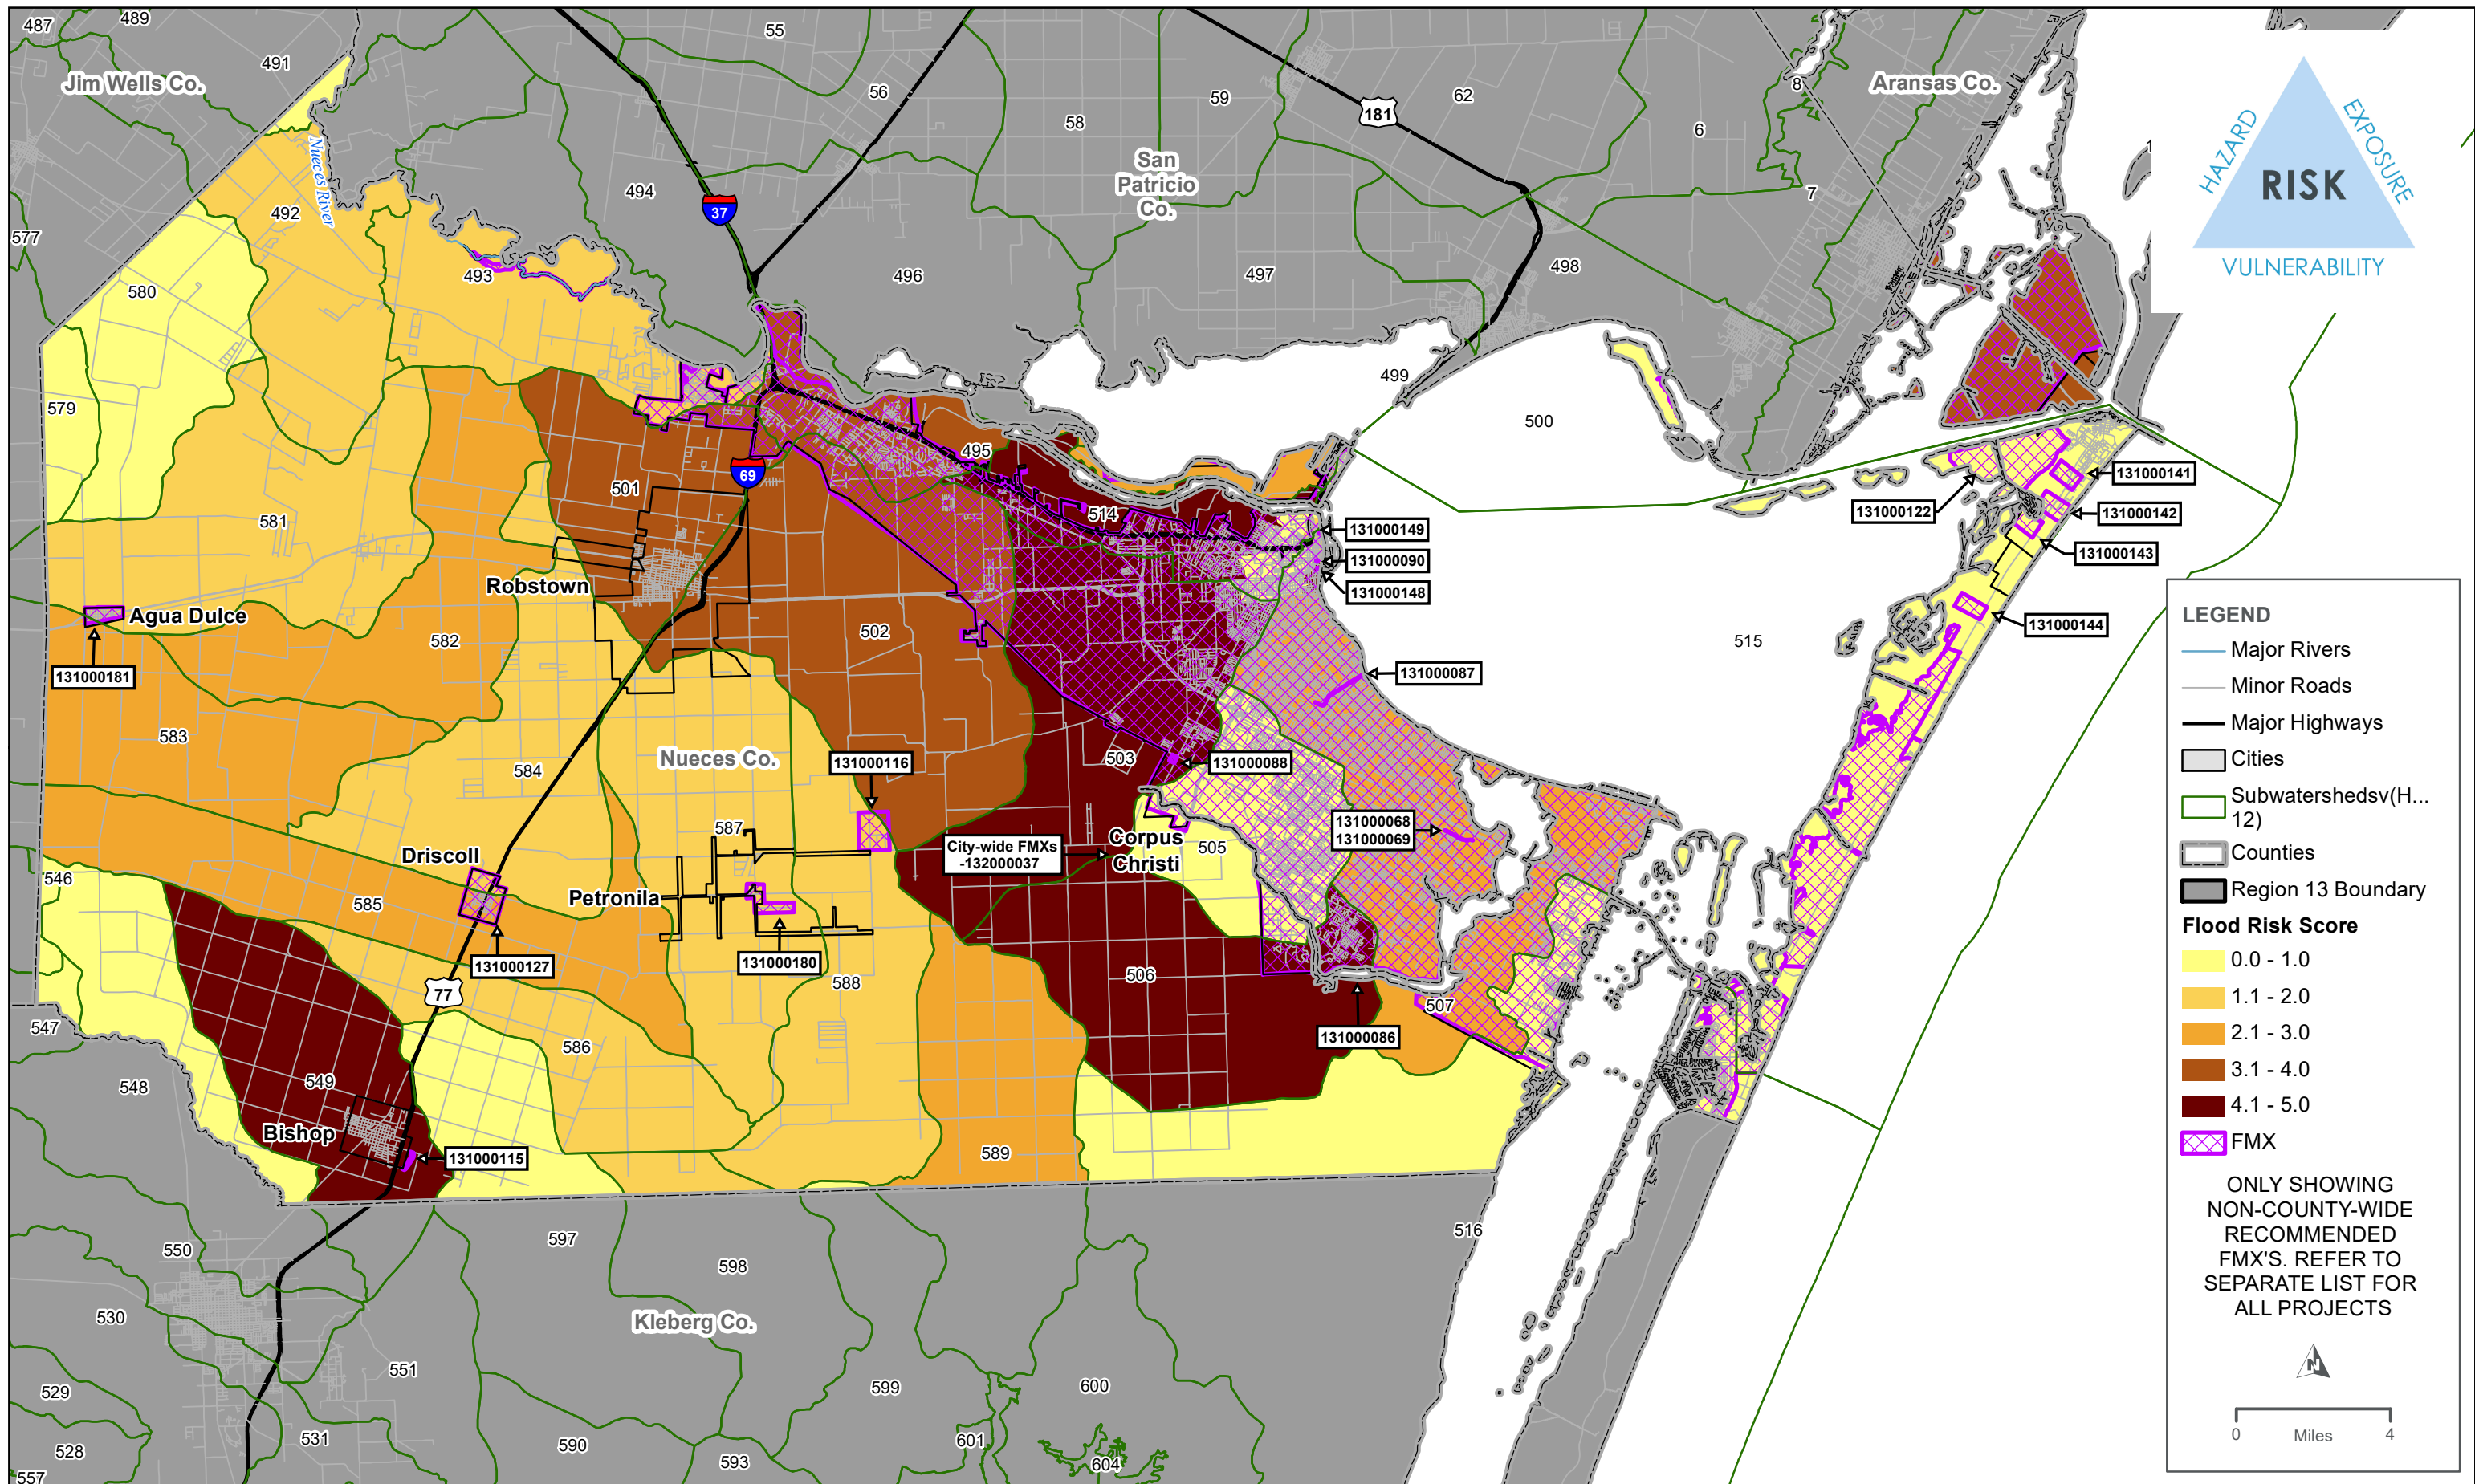 487
489
491
Jim Wells Co.
55
56
58
59
181
62
8
Aransas Co.
6
7
San
Patricio
Co.
Nueces River
492
494
37
577
493
496
497
498
580
579
499
500
HAZARD
EXPOSURE
RISK
VULNERABILITY
495
69
501
514
581
131000149
131000090
131000148
131000122
131000141
131000142
131000143
131000144
Robstown
Agua Dulce
582
502
515
131000181
131000087
583
584
Nueces Co.
131000116
503
131000088
587
131000068
131000069
City-wide FMXs
-132000037
Corpus
Christi
505
Driscoll
546
Petronila
585
131000127
131000180
588
506
77
507
131000086
547
586
548
549
Bishop
131000115
589
516
550
597
598
530
Kleberg Co.
551
599
600
529
531
590
601
528
593
604
557
LEGEND
Major Rivers
Minor Roads
Major Highways
Cities
Subwatershedsv(H...
12)
Counties
Region 13 Boundary
Flood Risk Score
0.0 - 1.0
1.1 - 2.0
2.1 - 3.0
3.1 - 4.0
4.1 - 5.0
FMX
ONLY SHOWING
NON-COUNTY-WIDE
RECOMMENDED
FMX'S. REFER TO
SEPARATE LIST FOR
ALL PROJECTS
N
0 Miles 4